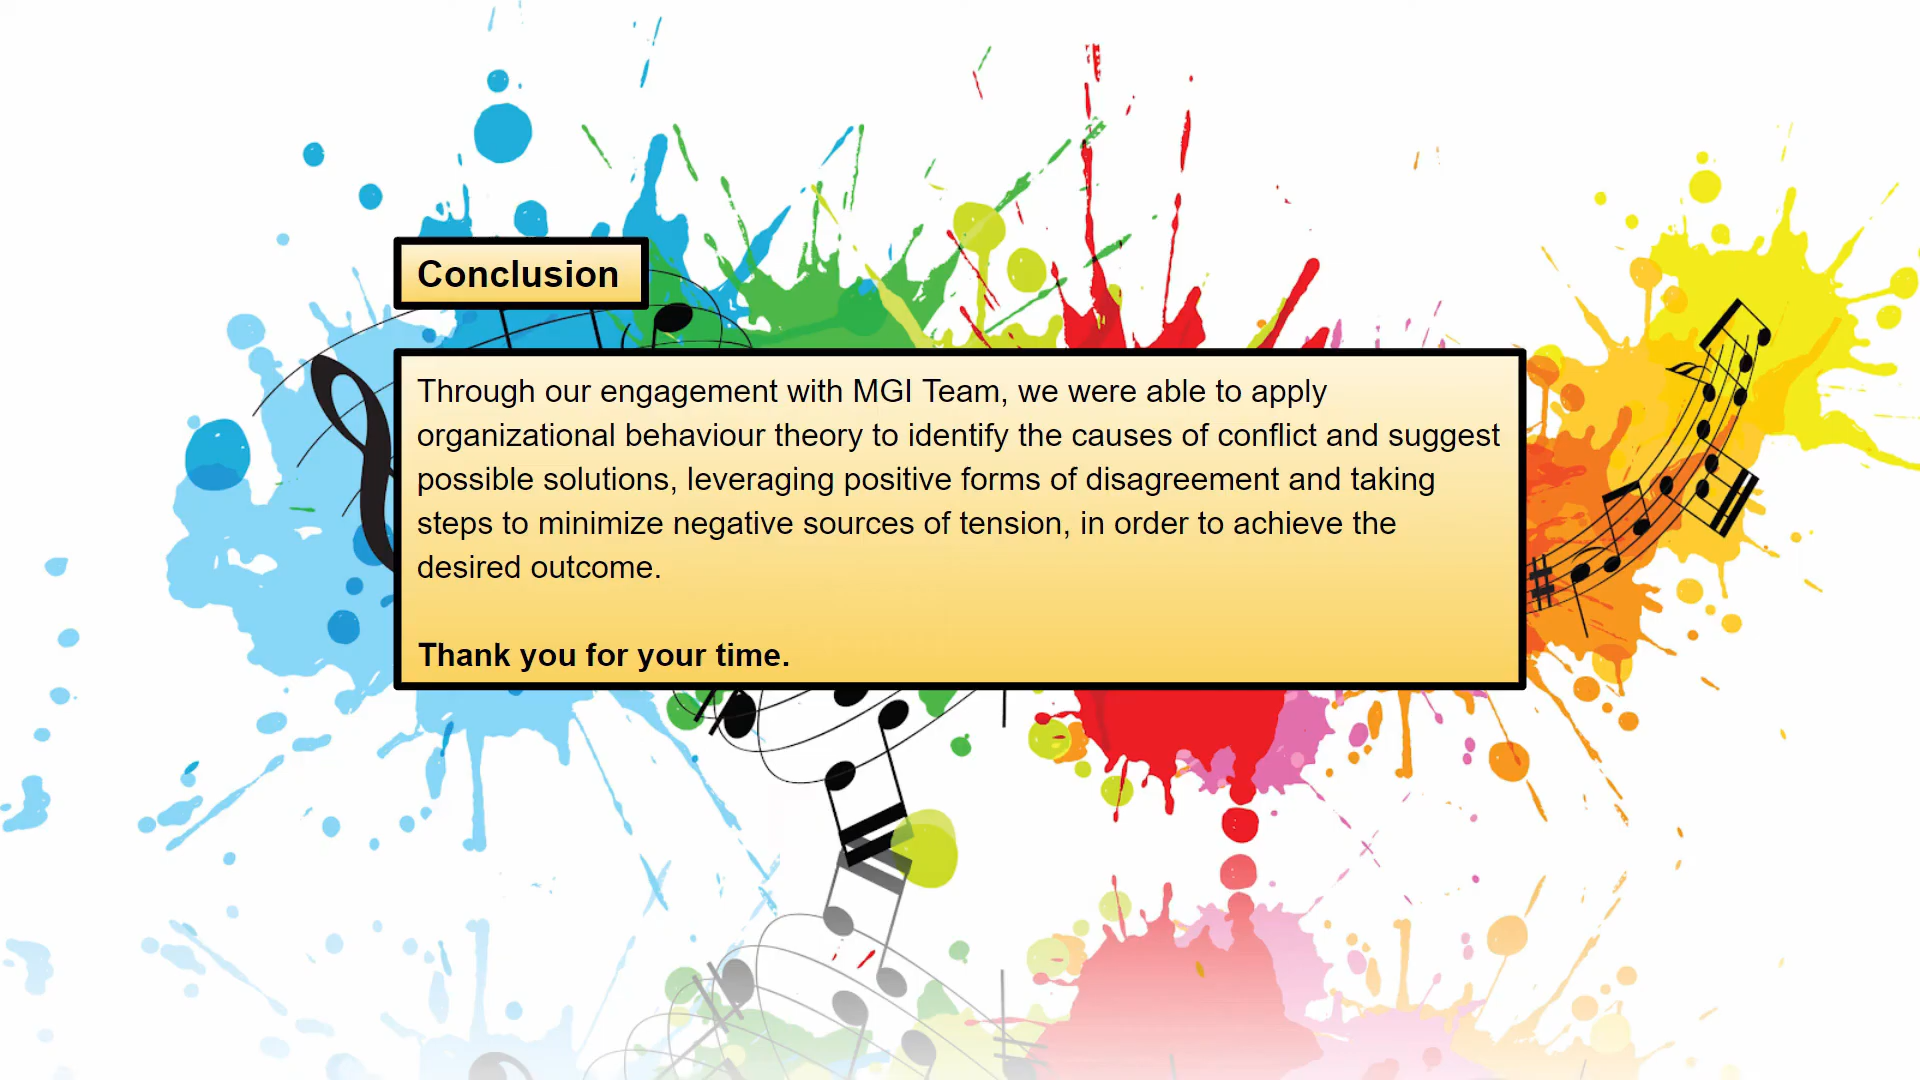 Conclusion
Through our engagement with MGI Team, we were able to apply
organizational behaviour theory to identify the causes of conflict and suggest
possible solutions, leveraging positive forms of disagreement and taking
steps to minimize negative sources of tension, in order to achieve the
desired outcome.
Thank you for your time.